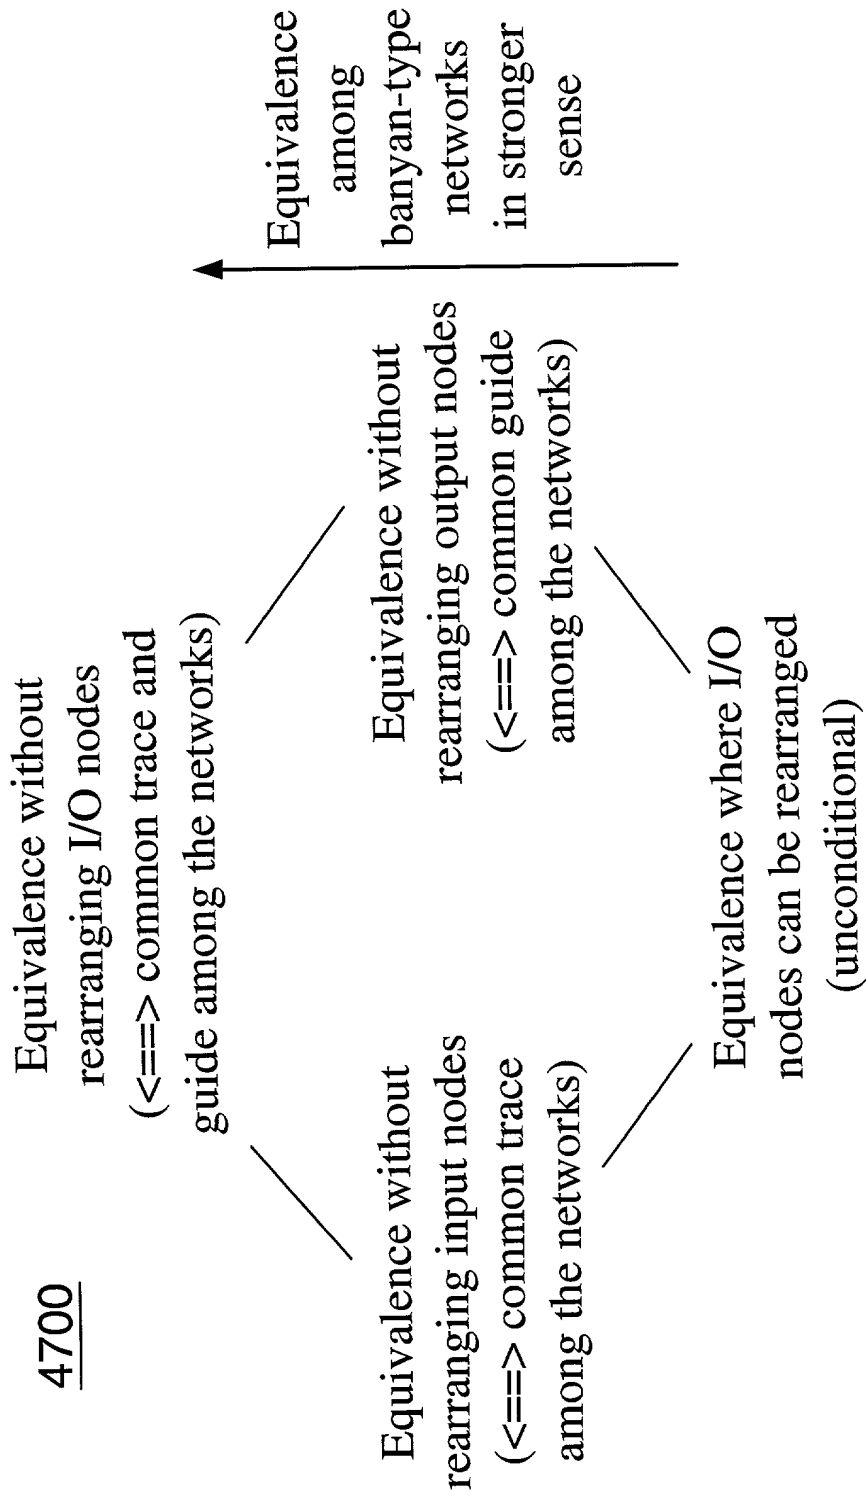 4700
Equivalence without
rearranging I/O nodes
(<==> common trace and
guide among the networks)
Equivalence without
rearranging input nodes
(<==> common trace
among the networks)
Equivalence without
rearranging output nodes
(<==> common guide
among the networks)
Equivalence where I/O
nodes can be rearranged
(unconditional)
Equivalence
among
banyan-type
networks
in stronger
sense